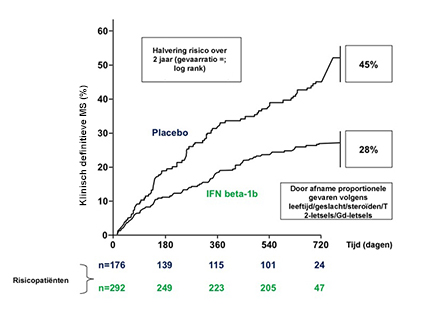 60
50
40
30
20
10
0
Klinisch definitieve MS (%)
Halvering risico over
2 jaar (gevaarratio =;
log rank)
45%
Placebo
28%
IFN beta-1b
Door afname proportionele
gevaren volgens
leeftijd/geslacht/steroïden/T
2-letsels/Gd-letsels
0 180 360 540 720 Tijd (dagen)
Risicopatiënten
n=176 139 115 101 24
n=292 249 223 205 47